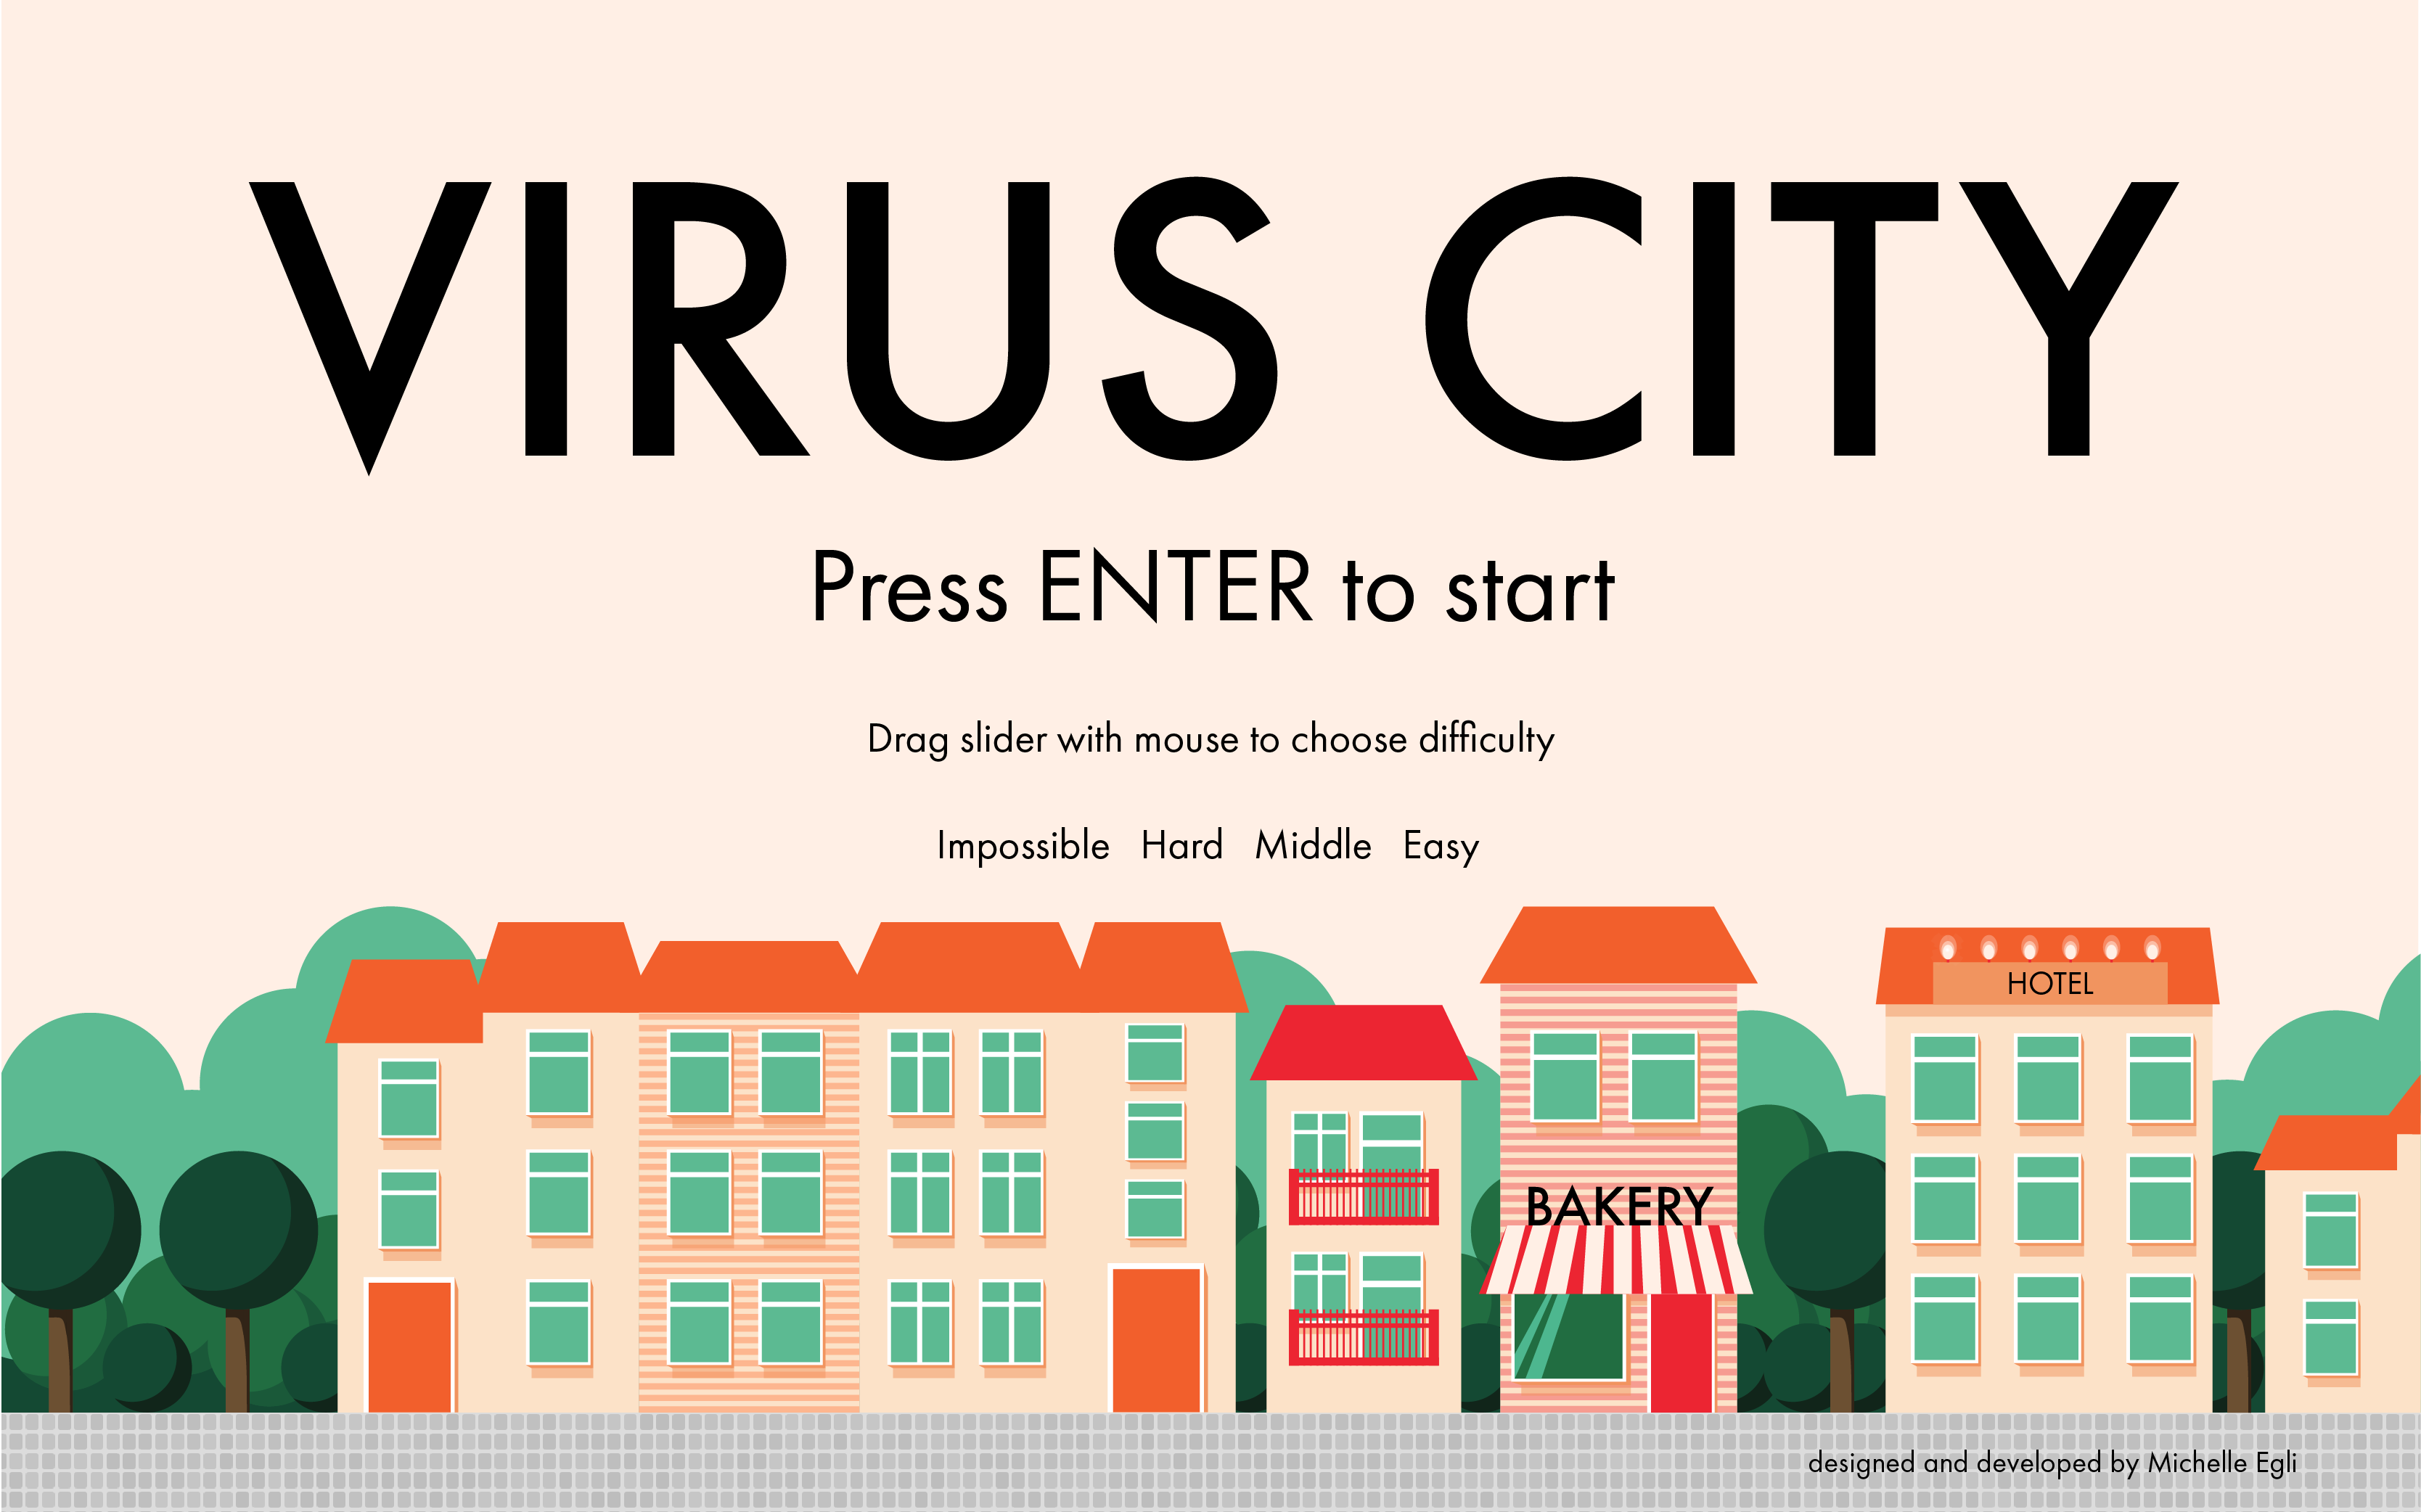 VIRUS CITY
Press ENTER to start
Drag slider with mouse to choose difficulty
Impossible Hard Middle Easy
HOTEL
BAKERY
designed and developed by Michelle Egli